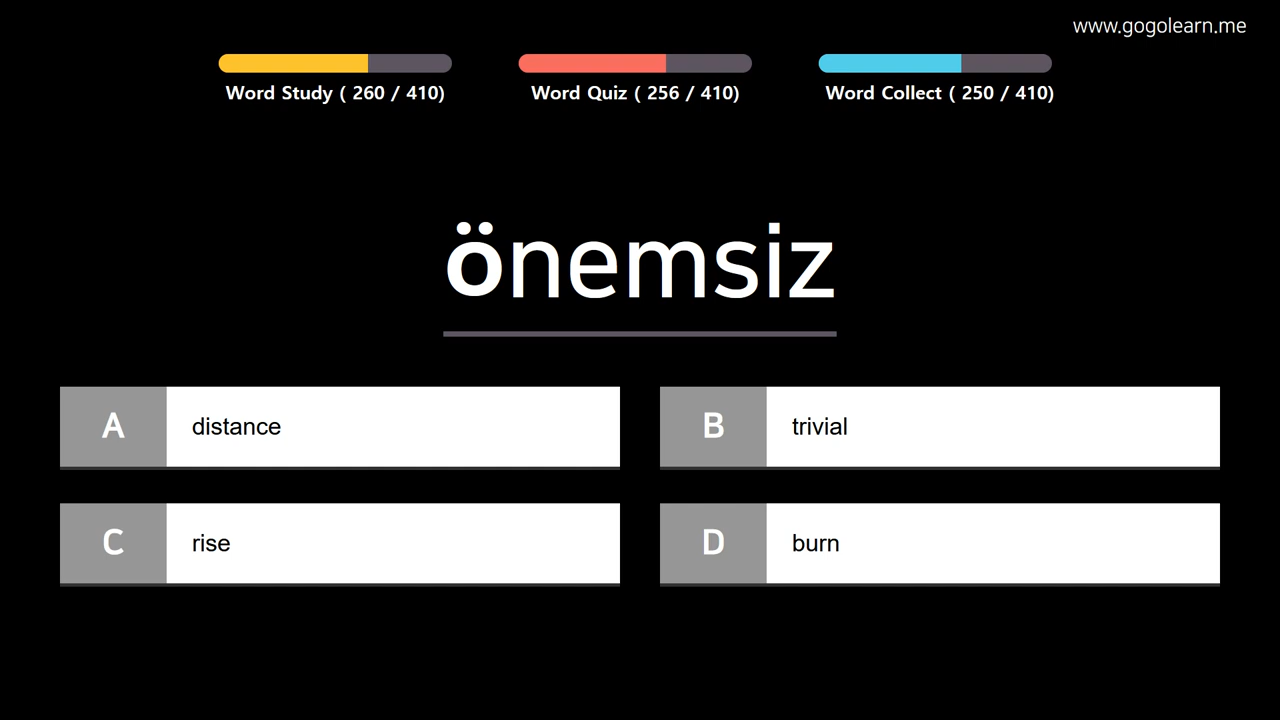 www.gogolearn.me
Word Study ( 260 / 410)
Word Quiz ( 256 / 410)
Word Collect ( 250 / 410)
önemsiz
A distance
B trivial
C rise
D burn